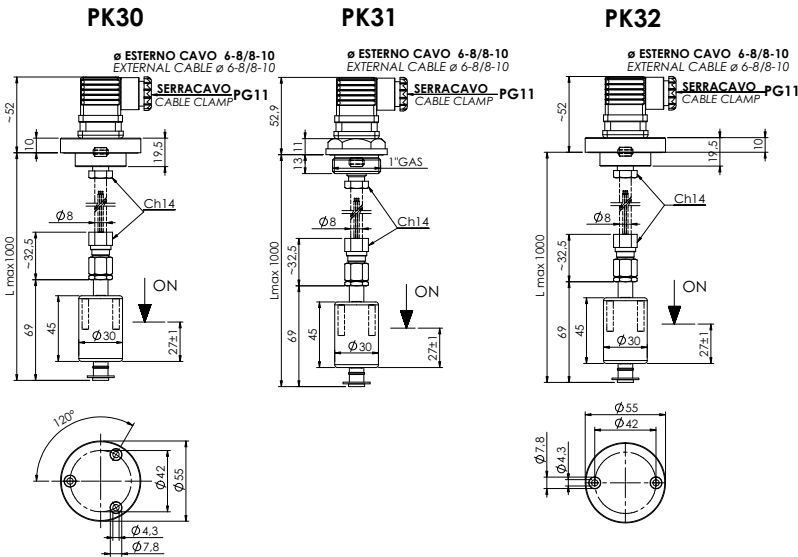 PK30
PK31
PK32
ø ESTERNO CAVO 6-8/8-10
EXTERNAL CABLE ø 6-8/8-10
SERRACAVO
CABLE CLAMP
PG11
~52
10
19,5
Ch14
Ø8
~32,5
L max 1000
69
45
Ø30
ON
27±1
120°
Ø42
Ø55
Ø4,3
Ø7,8
ø ESTERNO CAVO 6-8/8-10
EXTERNAL CABLE ø 6-8/8-10
SERRACAVO
CABLE CLAMP
PG11
52,9
11
13
1"GAS
Ch14
Ø8
~32,5
Lmax 1000
69
45
Ø30
ON
27±1
ø ESTERNO CAVO 6-8/8-10
EXTERNAL CABLE ø 6-8/8-10
SERRACAVO
CABLE CLAMP
PG11
~52
10
19,5
Ch14
Ø8
~32,5
L max 1000
69
45
Ø30
ON
27±1
Ø55
Ø42
Ø7,8
Ø4,3